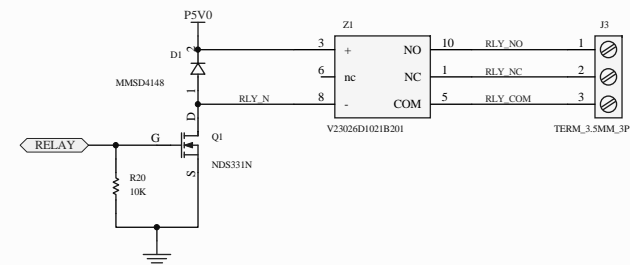 P5V0
Z1
J3
D1
2
3
+
NO
10
RLY_NO
1
MMSD4148
6
nc
NC
1
RLY_NC
2
1
RLY_N
8
-
COM
5
RLY_COM
3
D
V23026D1021B201
TERM_3.5MM_3P
RELAY
G
Q1
NDS331N
S
R20
10K